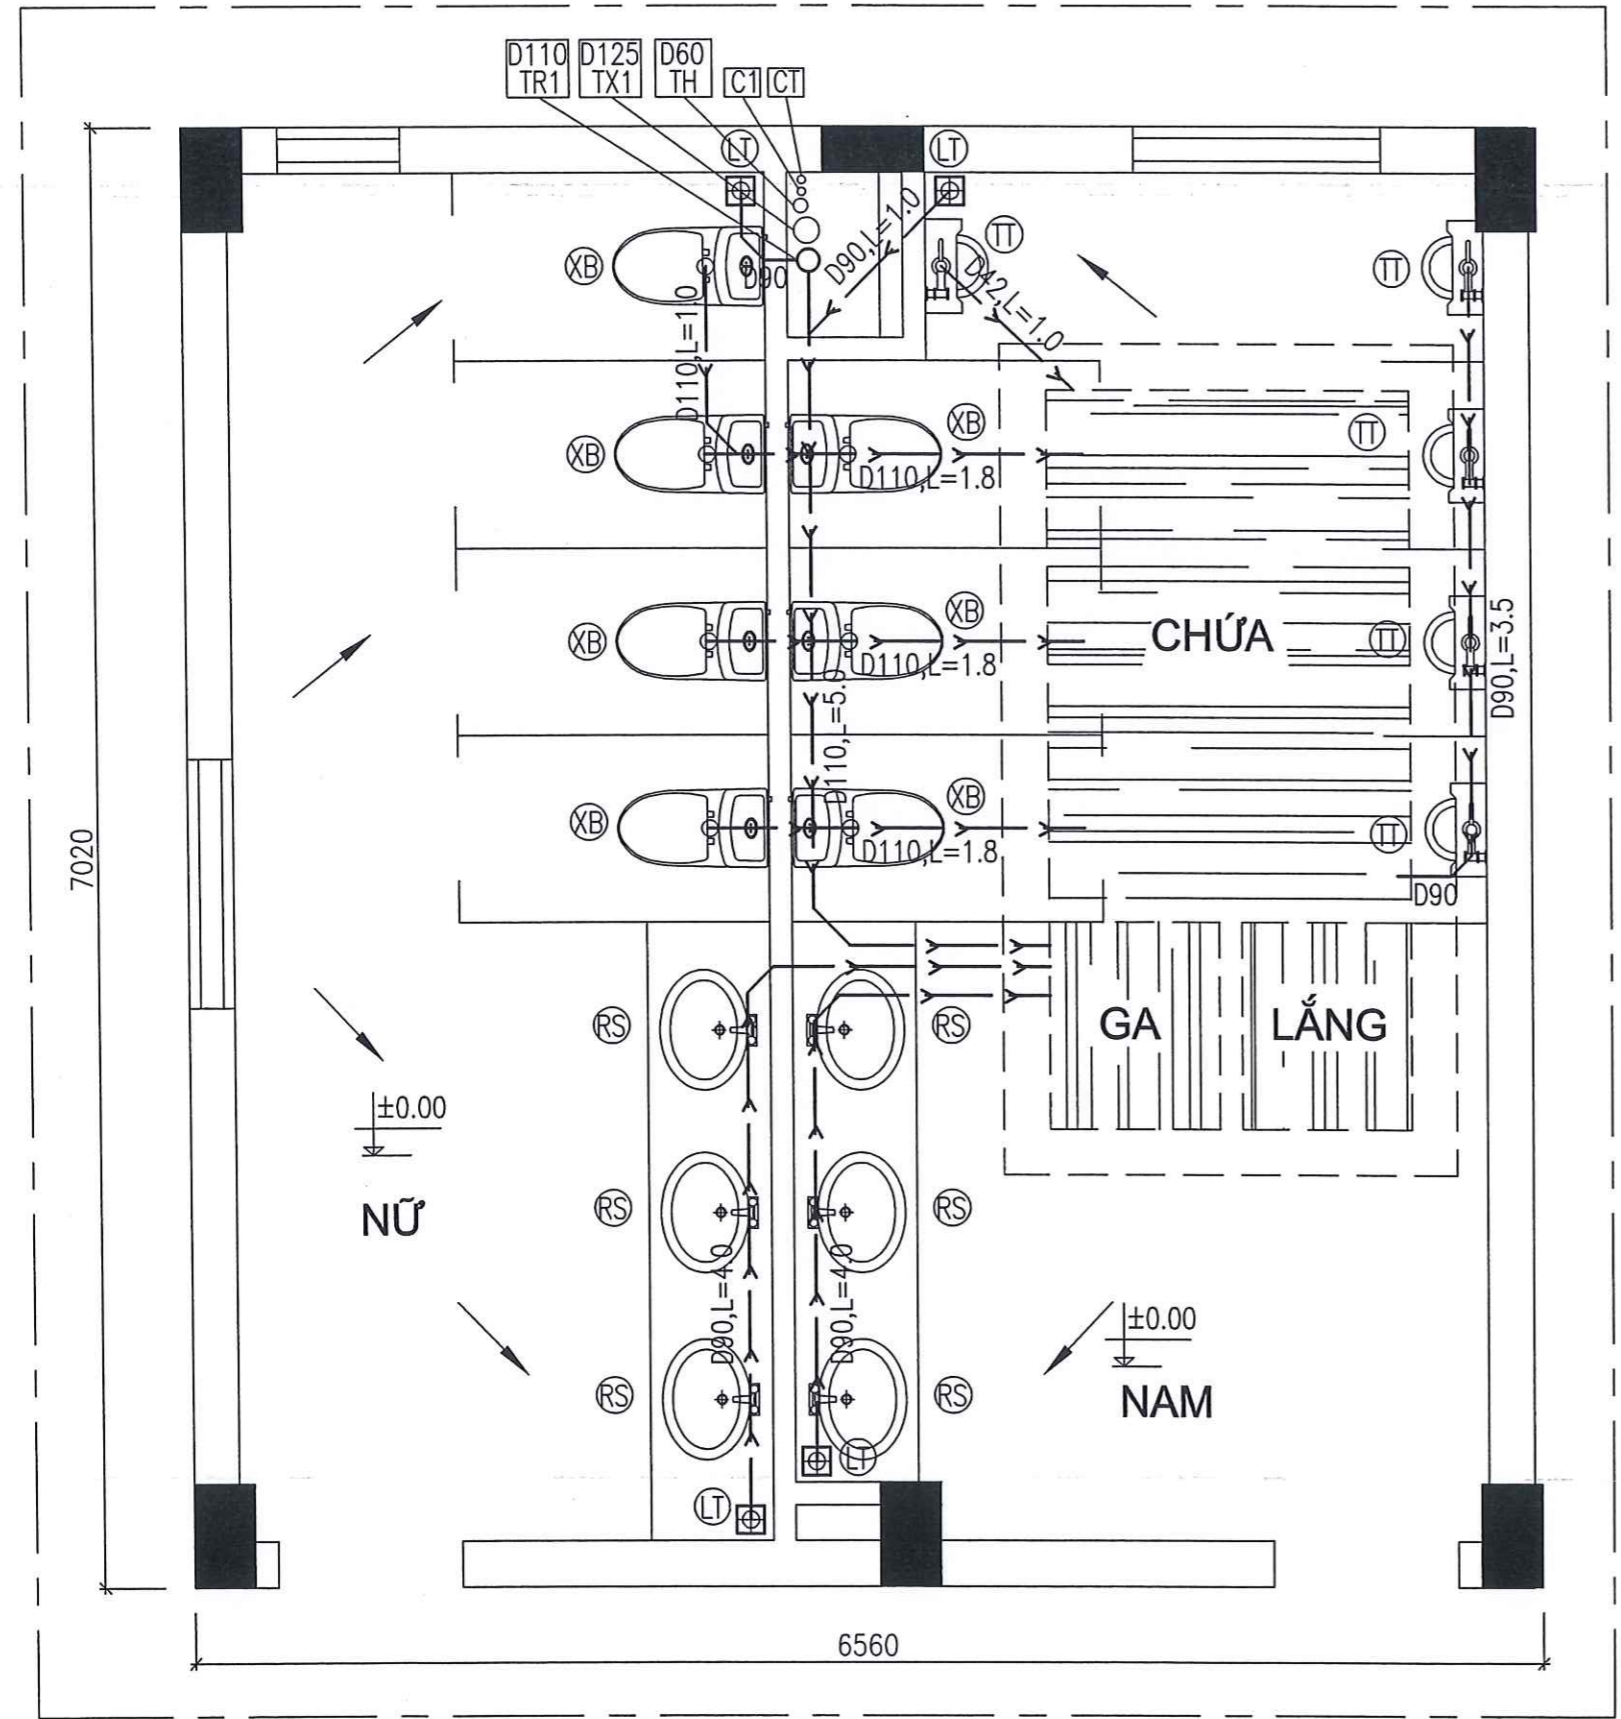 D110
TR1
D125
TX1
D60
TH
C1
CT
LT
LT
D90,L=1.0
TT
XB
D90
D42,L=1.0
TT
D110,L=1.0
XB
XB
TT
D110,L=1.8
XB
XB
CHỨA
TT
D110,L=1.8
D90,L=3.5
D110,L=5.0
XB
XB
TT
D110,L=1.8
D90
7020
RS
RS
GA
LẮNG
±0.00
NỮ
RS
RS
D90,L=4.0
D90,L=4.0
±0.00
RS
RS
NAM
LT
LT
6560